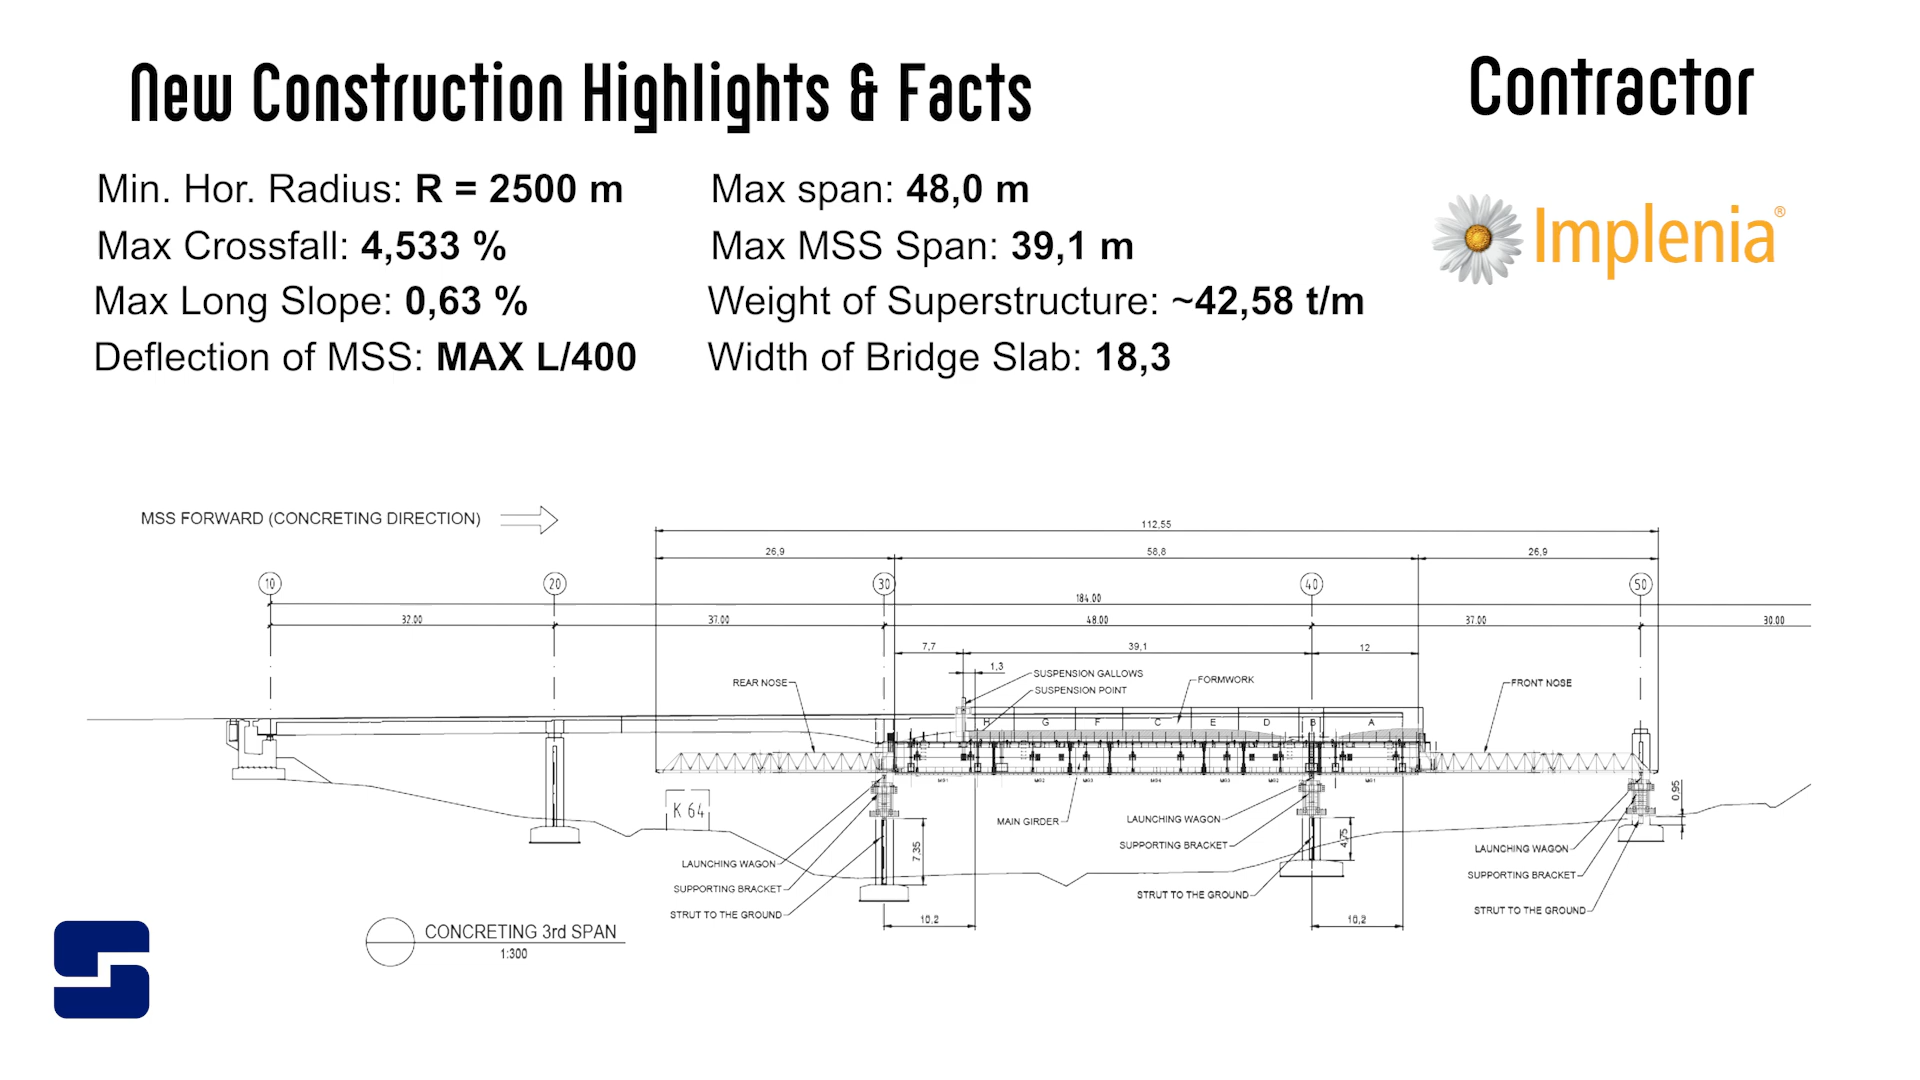 New Construction Highlights & Facts
Contractor
Min. Hor. Radius: R = 2500 m
Max span: 48,0 m
Max Crossfall: 4,533 %
Max MSS Span: 39,1 m
Max Long Slope: 0,63 %
Weight of Superstructure: ~42,58 t/m
Deflection of MSS: MAX L/400
Width of Bridge Slab: 18,3
Implenia®
MSS FORWARD (CONCRETING DIRECTION)
112,55
26,9
58,8
26,9
10
20
30
40
50
184.00
32.00
37.00
48.00
37.00
30.00
7,7
39,1
12
1,3
SUSPENSION GALLOWS
SUSPENSION POINT
FORMWORK
REAR NOSE
FRONT NOSE
H G F C E D B A
K 64
MAIN GIRDER
LAUNCHING WAGON
SUPPORTING BRACKET
STRUT TO THE GROUND
7,35
LAUNCHING WAGON
SUPPORTING BRACKET
STRUT TO THE GROUND
4,75
LAUNCHING WAGON
SUPPORTING BRACKET
STRUT TO THE GROUND
0,95
10,2
10,2
CONCRETING 3rd SPAN
1:300